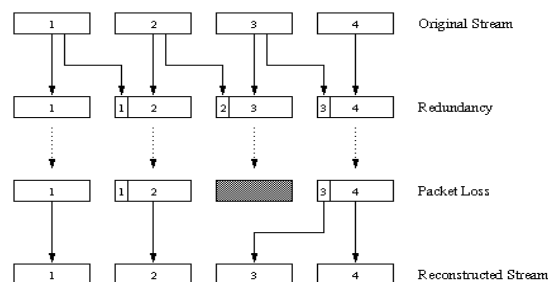 1 2 3 4 Original Stream
1 1 2 2 3 3 4 Redundancy
1 1 2 3 4 Packet Loss
1 2 3 4 Reconstructed Stream